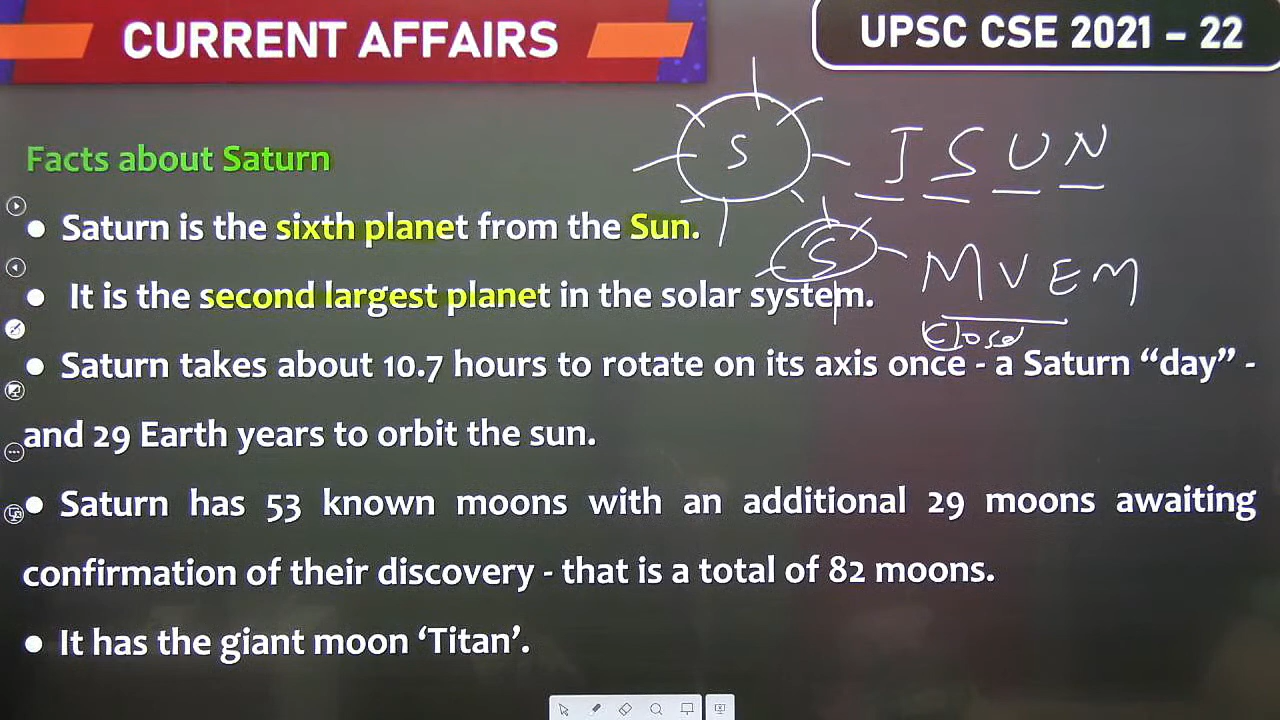 CURRENT AFFAIRS
UPSC CSE 2021 – 22
Facts about Saturn
S
J S U N
● Saturn is the sixth planet from the Sun.
S
M V E M
● It is the second largest planet in the solar system.
Closed
● Saturn takes about 10.7 hours to rotate on its axis once - a Saturn “day” -
and 29 Earth years to orbit the sun.
● Saturn has 53 known moons with an additional 29 moons awaiting
confirmation of their discovery - that is a total of 82 moons.
● It has the giant moon ‘Titan’.